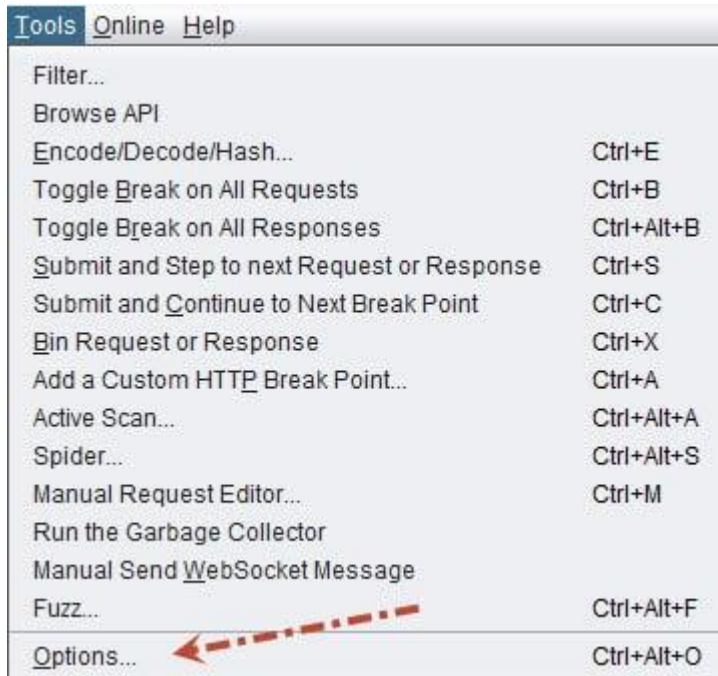 Tools Online Help
Filter...
Browse API
Encode/Decode/Hash... Ctrl+E
Toggle Break on All Requests Ctrl+B
Toggle Break on All Responses Ctrl+Alt+B
Submit and Step to next Request or Response Ctrl+S
Submit and Continue to Next Break Point Ctrl+C
Bin Request or Response Ctrl+X
Add a Custom HTTP Break Point... Ctrl+A
Active Scan... Ctrl+Alt+A
Spider... Ctrl+Alt+S
Manual Request Editor... Ctrl+M
Run the Garbage Collector
Manual Send WebSocket Message
Fuzz... Ctrl+Alt+F
Options... Ctrl+Alt+O